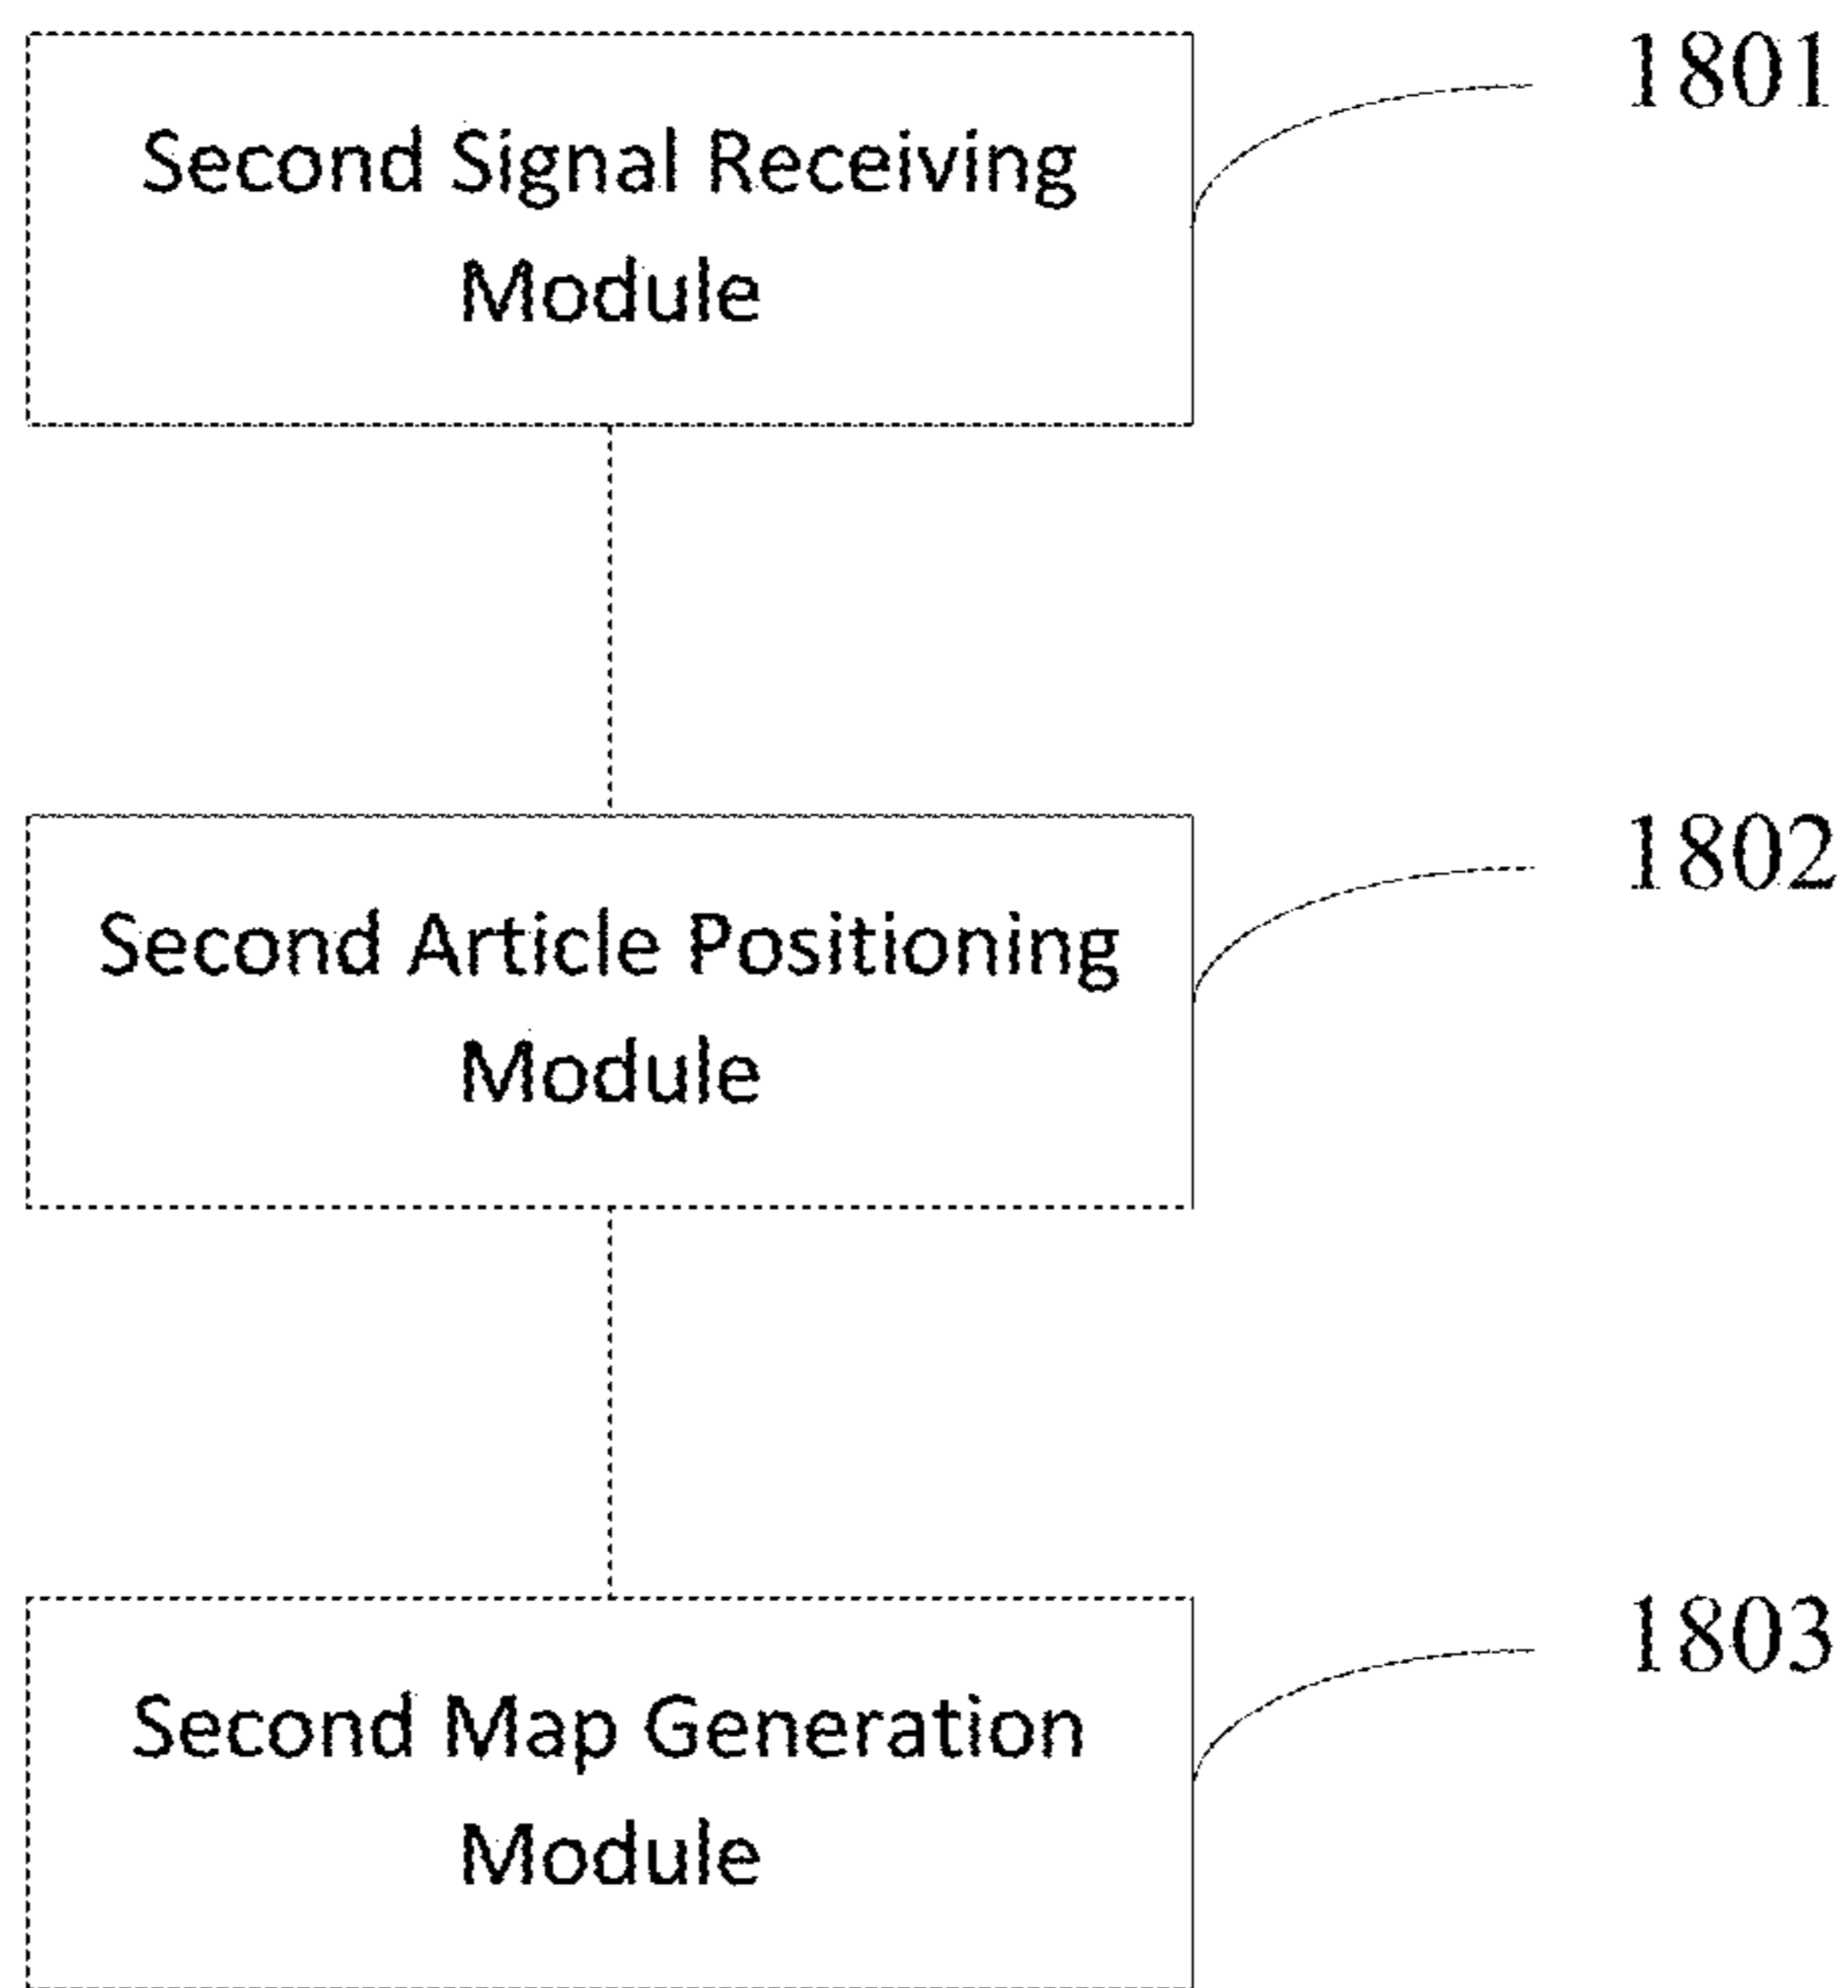 1801
Second Signal Receiving
Module
1802
Second Article Positioning
Module
1803
Second Map Generation
Module